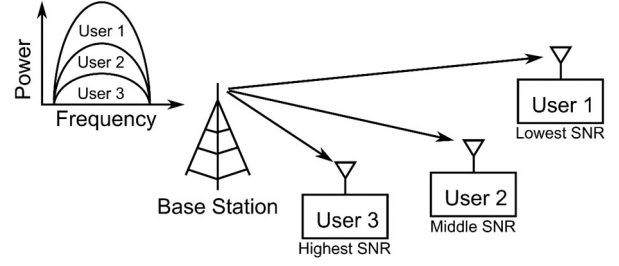 Power
User 1
User 2
User 3
Frequency
Base Station
User 1
Lowest SNR
User 2
Middle SNR
User 3
Highest SNR